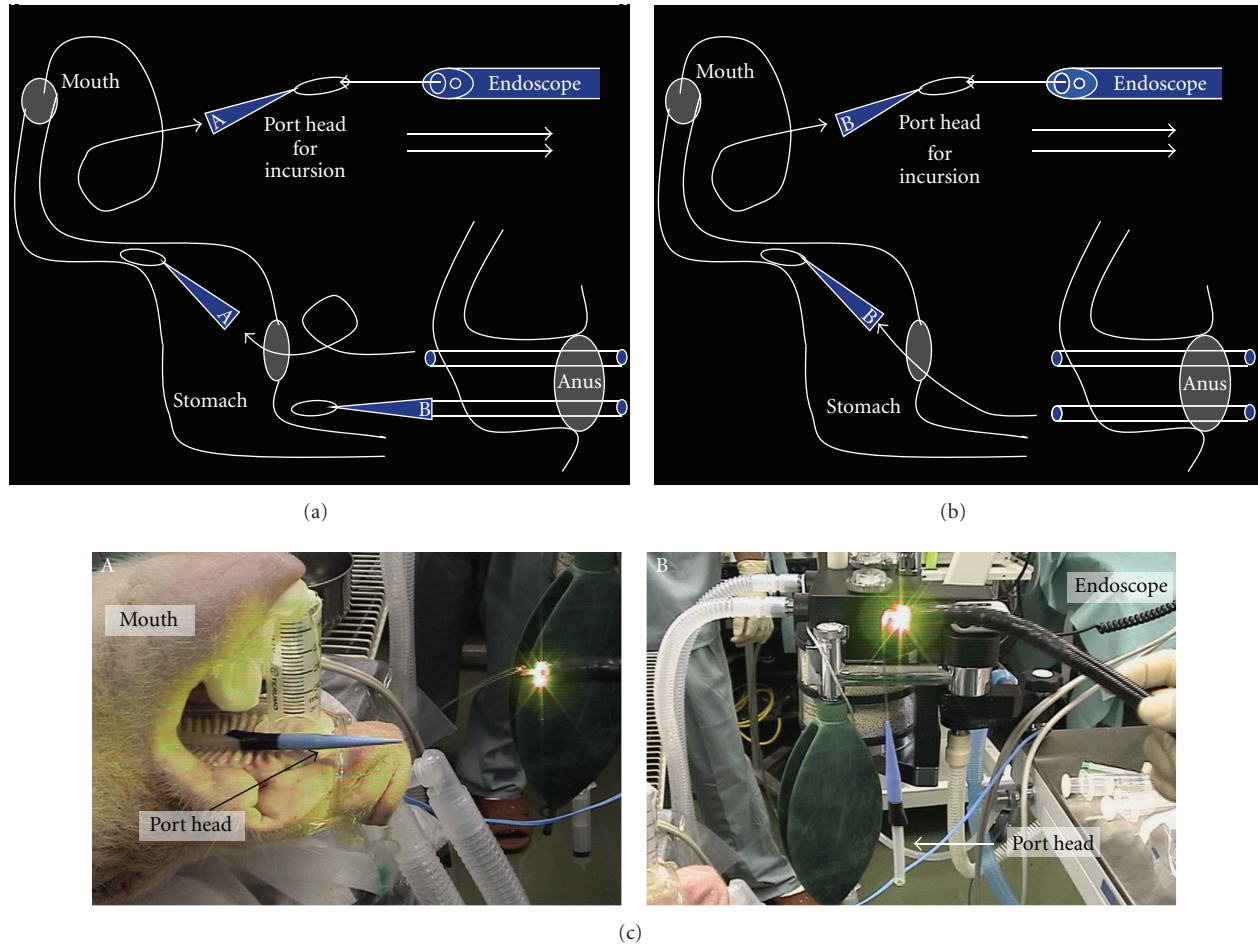 Mouth
Endoscope
A
Port head
for
incursion
A
Stomach
B
Anus
(a)
Mouth
Endoscope
B
Port head
for
incursion
B
Stomach
Anus
(b)
A
Mouth
TERUMO
Port head
B
Endoscope
Port head
(c)